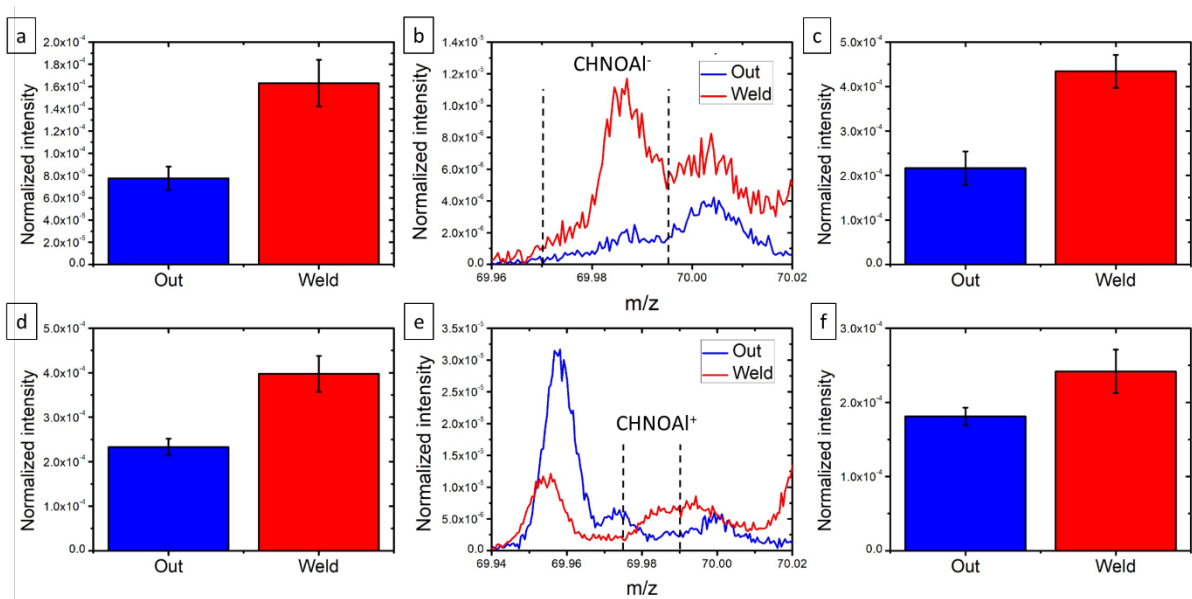 a
Normalized intensity
2.0x10⁻⁴
1.8x10⁻⁴
1.6x10⁻⁴
1.4x10⁻⁴
1.2x10⁻⁴
1.0x10⁻⁴
8.0x10⁻⁵
6.0x10⁻⁵
4.0x10⁻⁵
2.0x10⁻⁵
0.0
Out Weld
b
Normalized intensity
1.4x10⁻⁵
1.2x10⁻⁵
1.0x10⁻⁵
8.0x10⁻⁶
6.0x10⁻⁶
4.0x10⁻⁶
2.0x10⁻⁶
0.0
CHNOAl⁻
Out
Weld
69.96 69.98 70.00 70.02
m/z
c
Normalized intensity
5.0x10⁻⁴
4.0x10⁻⁴
3.0x10⁻⁴
2.0x10⁻⁴
1.0x10⁻⁴
0.0
Out Weld
d
Normalized intensity
5.0x10⁻⁴
4.0x10⁻⁴
3.0x10⁻⁴
2.0x10⁻⁴
1.0x10⁻⁴
0.0
Out Weld
e
Normalized intensity
3.5x10⁻⁵
3.0x10⁻⁵
2.5x10⁻⁵
2.0x10⁻⁵
1.5x10⁻⁵
1.0x10⁻⁵
5.0x10⁻⁶
0.0
CHNOAl⁺
Out
Weld
69.94 69.96 69.98 70.00 70.02
m/z
f
Normalized intensity
3.0x10⁻⁴
2.0x10⁻⁴
1.0x10⁻⁴
0.0
Out Weld